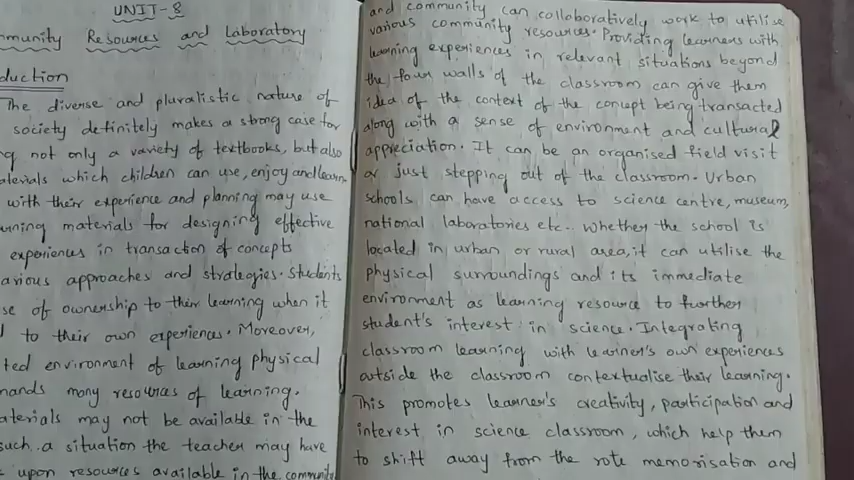 UNIT-8
mmunity Resources and Laboratory
duction
The diverse and pluralistic nature of
society definitely makes a strong case for
not only a variety of textbooks, but also
aterials which children can use, enjoy and learn
with their experience and planning may use
rning materials for designing effective
experiences in transaction of concepts
arious approaches and strategies. Students
se of ownership to their learning when it
to their own experiences. Moreover,
ted environment of learning physical
mands many resources of learning.
aterials may not be available in the
such a situation the teacher may have
upon resources available in the community
and community can collaboratively work to utilise
various community resources. Providing learners with
learning experiences in relevant situations beyond
the four walls of the classroom can give them
idea of the context of the concept being transacted
along with a sense of environment and cultural
appreciation. It can be an organised field visit
or just stepping out of the classroom. Urban
schools can have access to science centre, museum,
national laboratories etc. Whether the school is
located in urban or rural area, it can utilise the
physical surroundings and its immediate
environment as learning resource to further
student's interest in science. Integrating
classroom learning with learner's own experiences
outside the classroom contextualise their learning.
This promotes learner's creativity, participation and
interest in science classroom, which help them
to shift away from the rote memorisation and